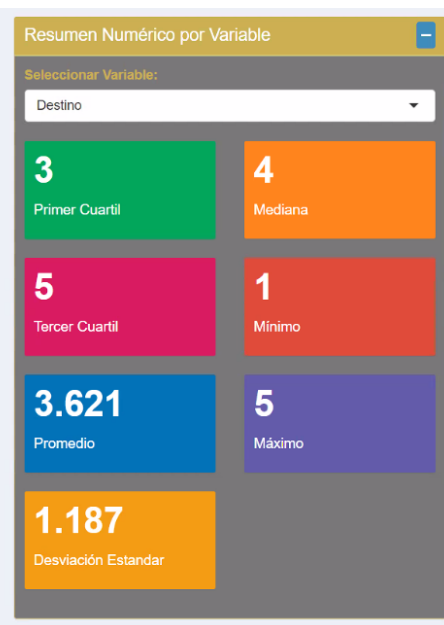 Resumen Numérico por Variable
Seleccionar Variable:
Destino
3
Primer Cuartil
4
Mediana
5
Tercer Cuartil
1
Mínimo
3.621
Promedio
5
Máximo
1.187
Desviación Estandar